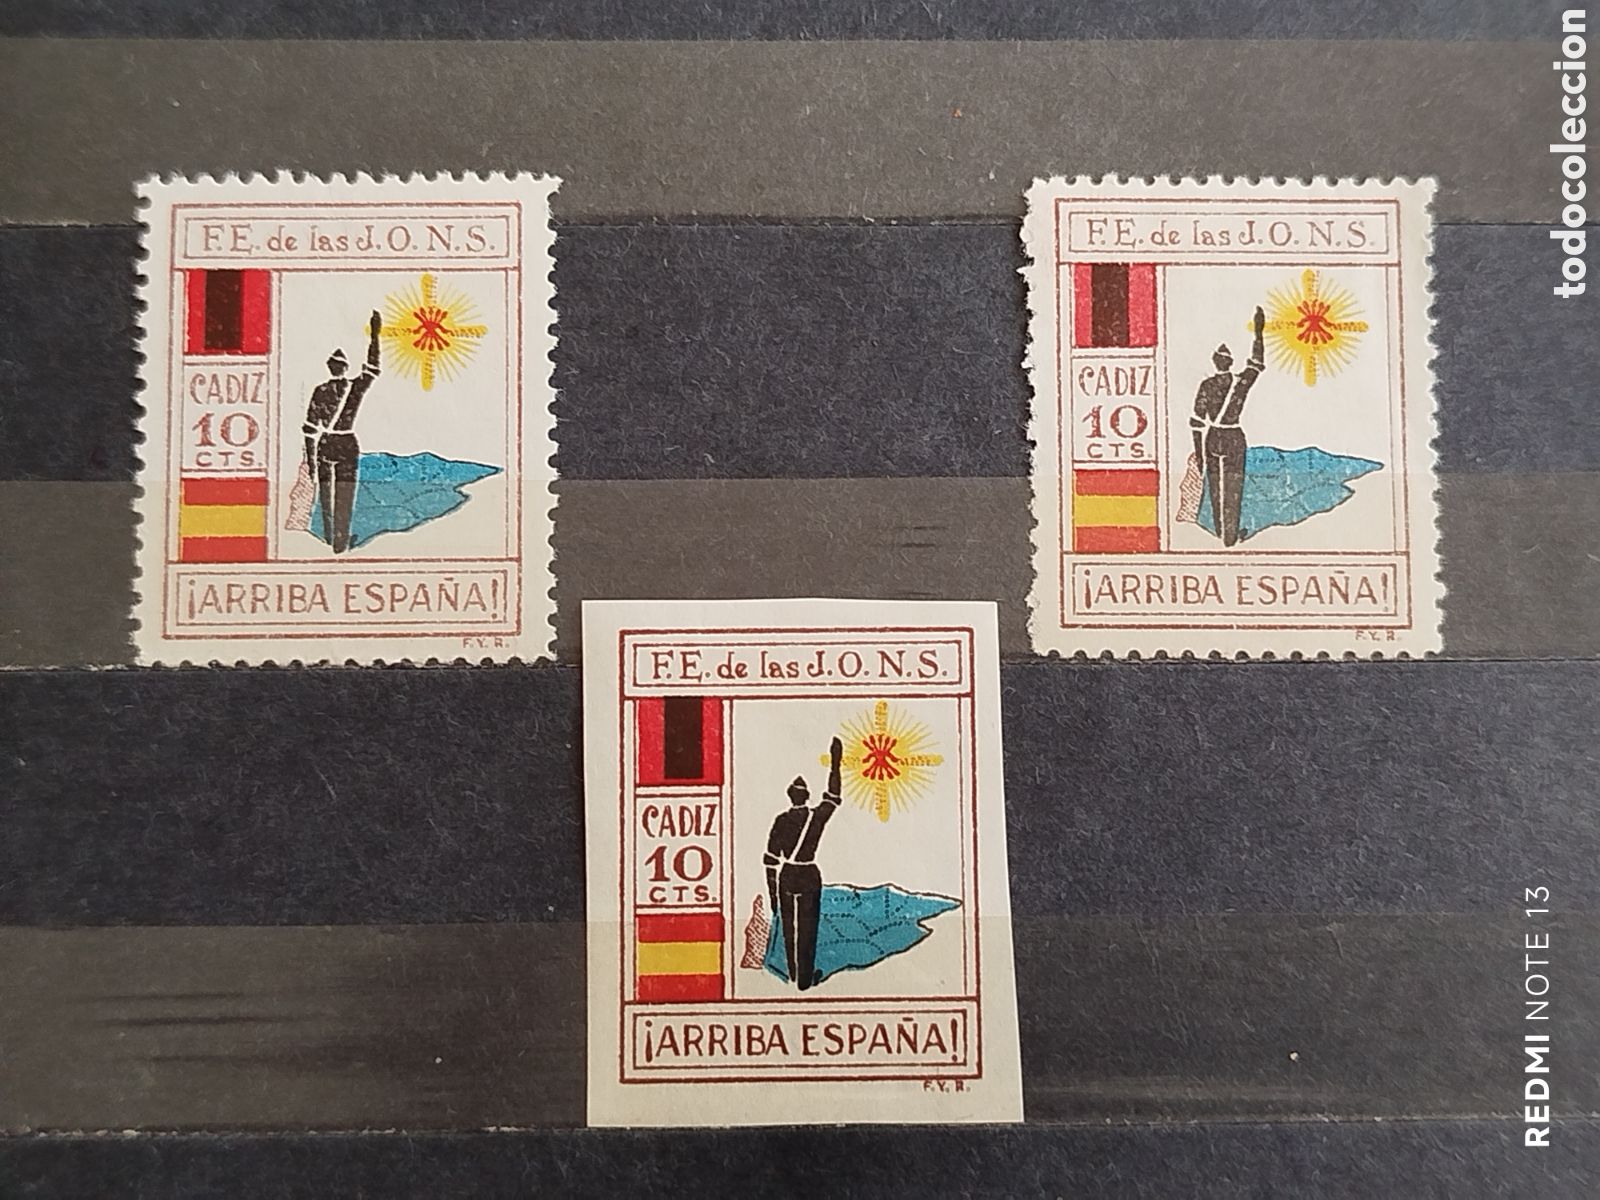 F.E. de las J.O.N.S.
CADIZ
10
CTS.
¡ARRIBA ESPAÑA!
F.Y.R.
F.E. de las J.O.N.S.
CADIZ
10
CTS.
¡ARRIBA ESPAÑA!
F.Y.R.
F.E. de las J.O.N.S.
CADIZ
10
CTS.
¡ARRIBA ESPAÑA!
F.Y.R.
todocoleccion
REDMI NOTE 13